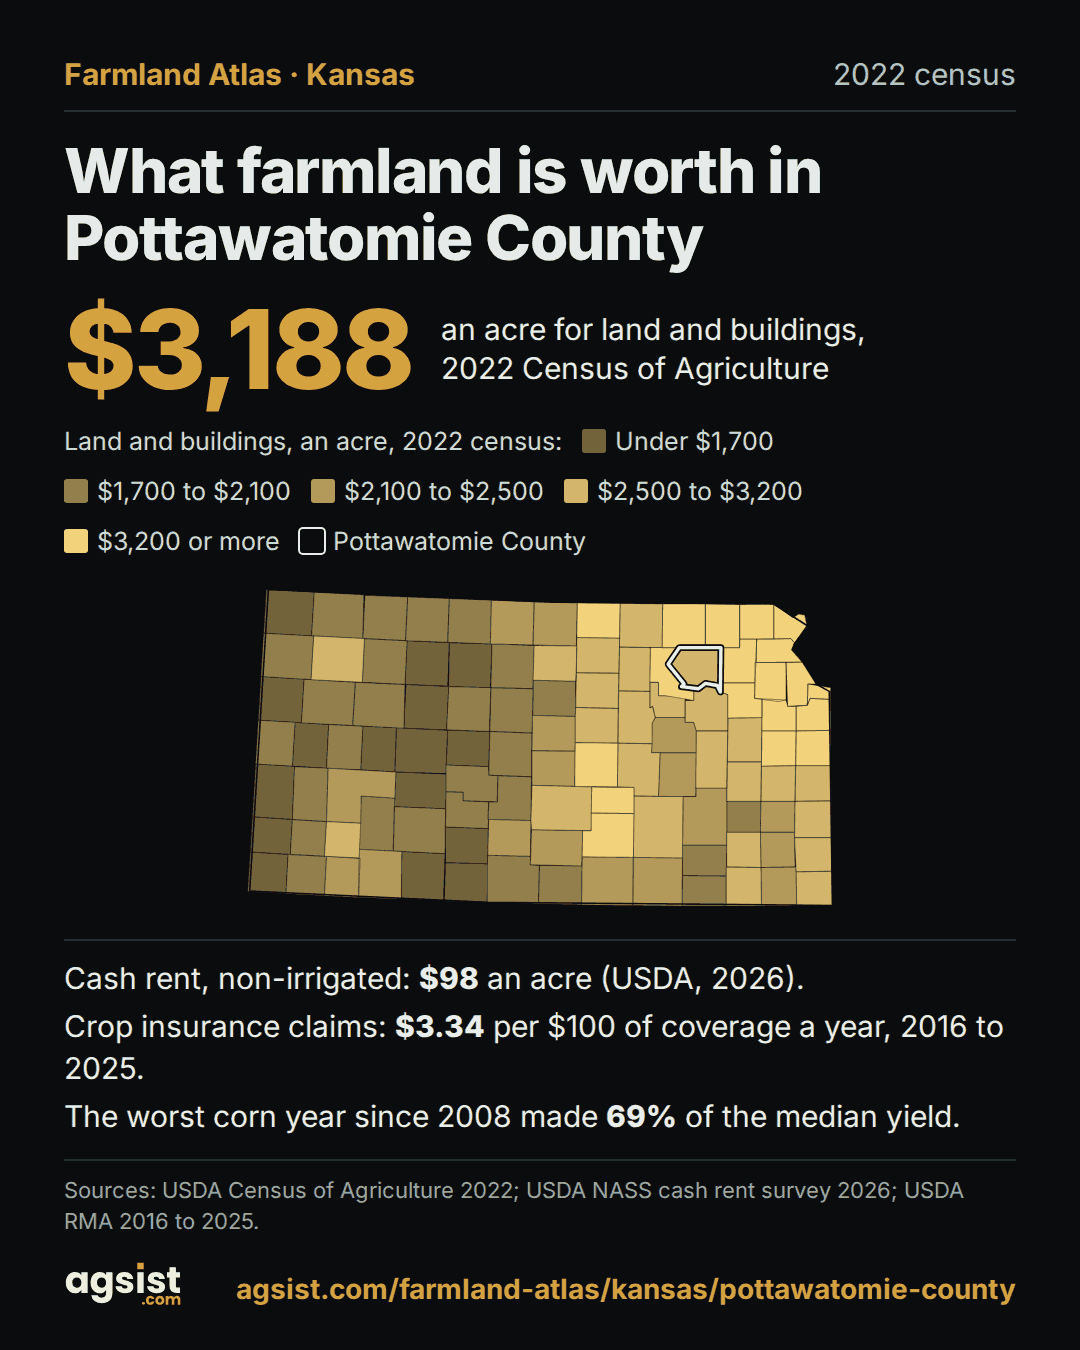 Farmland Atlas · Kansas
2022 census
What farmland is worth in
Pottawatomie County
$3,188
an acre for land and buildings,
2022 Census of Agriculture
Land and buildings, an acre, 2022 census: Under $1,700
$1,700 to $2,100 $2,100 to $2,500 $2,500 to $3,200
$3,200 or more Pottawatomie County
Cash rent, non-irrigated: $98 an acre (USDA, 2026).
Crop insurance claims: $3.34 per $100 of coverage a year, 2016 to
2025.
The worst corn year since 2008 made 69% of the median yield.
Sources: USDA Census of Agriculture 2022; USDA NASS cash rent survey 2026; USDA
RMA 2016 to 2025.
agsist
.com
agsist.com/farmland-atlas/kansas/pottawatomie-county